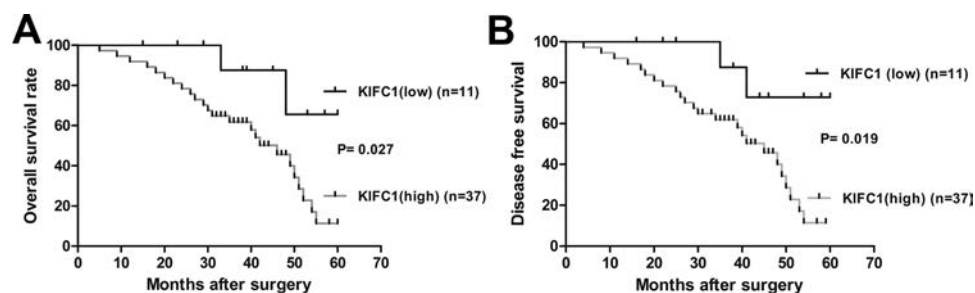 A
Overall survival rate
100
80
60
40
20
0
KIFC1(low) (n=11)
P= 0.027
KIFC1(high) (n=37)
0 10 20 30 40 50 60 70
Months after surgery
B
Disease free survival
100
80
60
40
20
0
KIFC1 (low) (n=11)
P= 0.019
KIFC1(high) (n=37)
0 10 20 30 40 50 60 70
Months after surgery